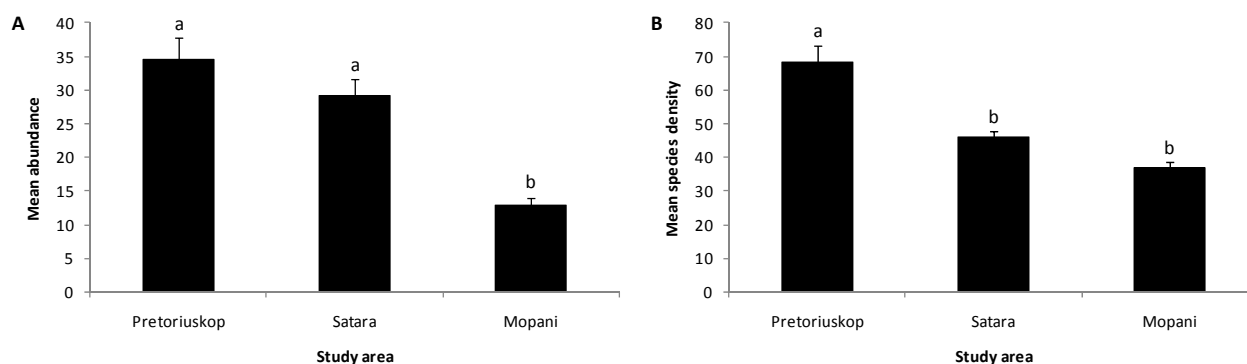 A
Mean abundance
40
35
30
25
20
15
10
5
0
a
a
b
Pretoriuskop Satara Mopani
Study area
B
Mean species density
80
70
60
50
40
30
20
10
0
a
b
b
Pretoriuskop Satara Mopani
Study area